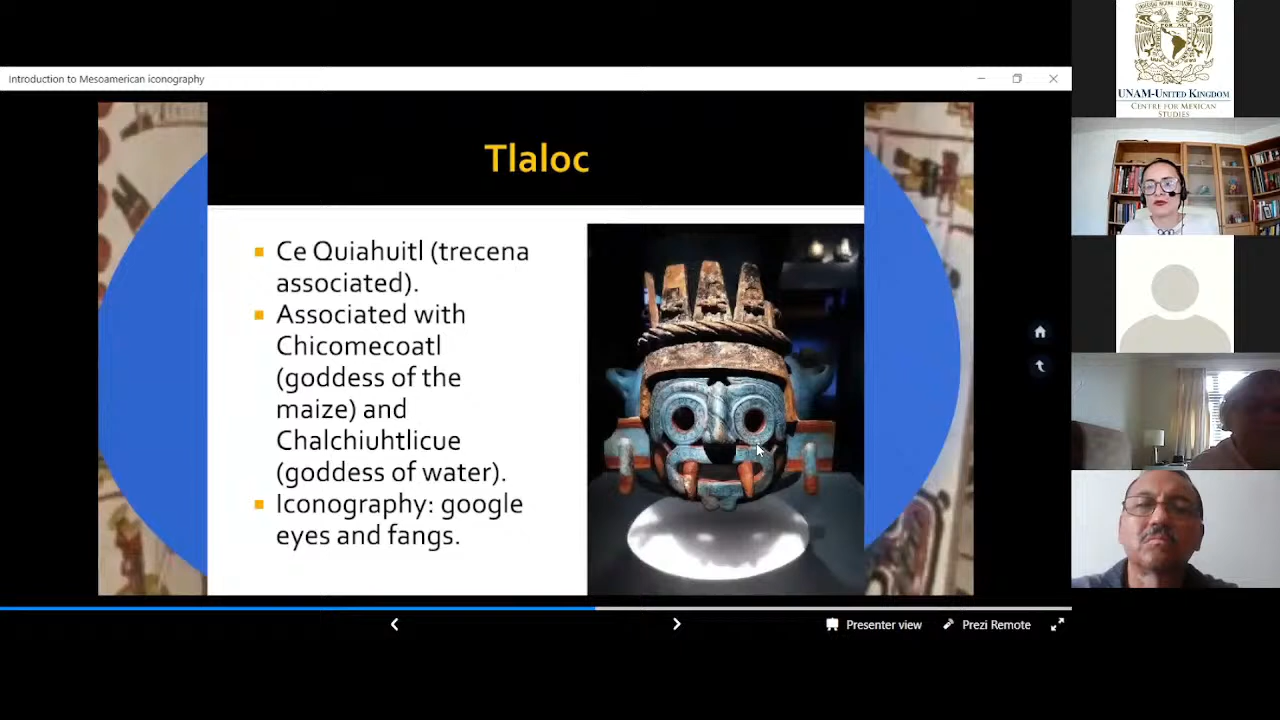 Introduction to Mesoamerican iconography
UNAM-UNITED KINGDOM
CENTRE FOR MEXICAN
STUDIES
Tlaloc
Ce Quiahuitl (trecena
associated).
Associated with
Chicomecoatl
(goddess of the
maize) and
Chalchiuhtlicue
(goddess of water).
Iconography: google
eyes and fangs.
Presenter view
Prezi Remote